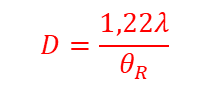 D = 1,22λ / θ_R